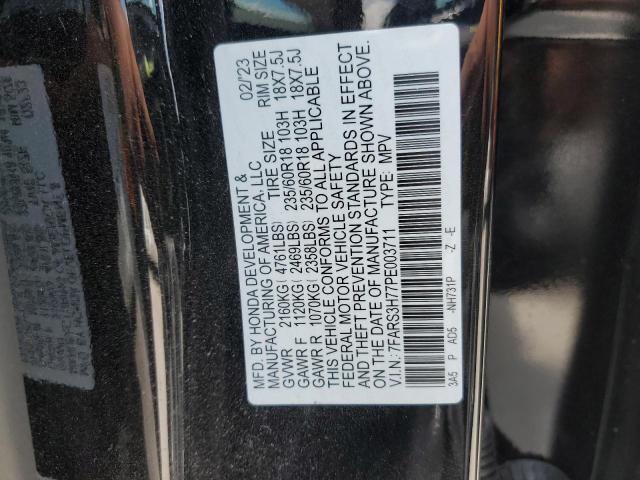 MFD. BY HONDA DEVELOPMENT & 02/23
MANUFACTURING OF AMERICA, LLC
GVWR 2160KG( 4761LBS) TIRE SIZE RIM SIZE
GAWR F 1120KG( 2469LBS) 235/60R18 103H 18X7.5J
GAWR R 1070KG( 2358LBS) 235/60R18 103H 18X7.5J
THIS VEHICLE CONFORMS TO ALL APPLICABLE
FEDERAL MOTOR VEHICLE SAFETY
AND THEFT PREVENTION STANDARDS IN EFFECT
ON THE DATE OF MANUFACTURE SHOWN ABOVE.
V.I.N: 7FARS3H77PE003711 TYPE: MPV
3A5 P AD5 -NH731P -Z -E